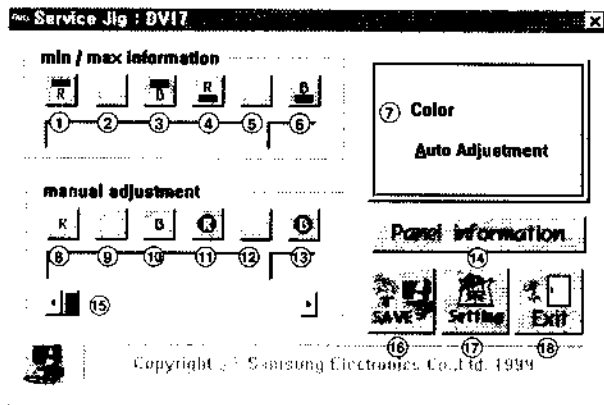 Service Jig : DV17
min / max information
R B R B
① ② ③ ④ ⑤ ⑥
⑦ Color
Auto Adjustment
manual adjustment
R B R B
⑧ ⑨ ⑩ ⑪ ⑫ ⑬
Panel information
⑭
⑮
SAVE Setting Exit
⑯ ⑰ ⑱
Copyright Samsung Electronics Co.,Ltd. 1999